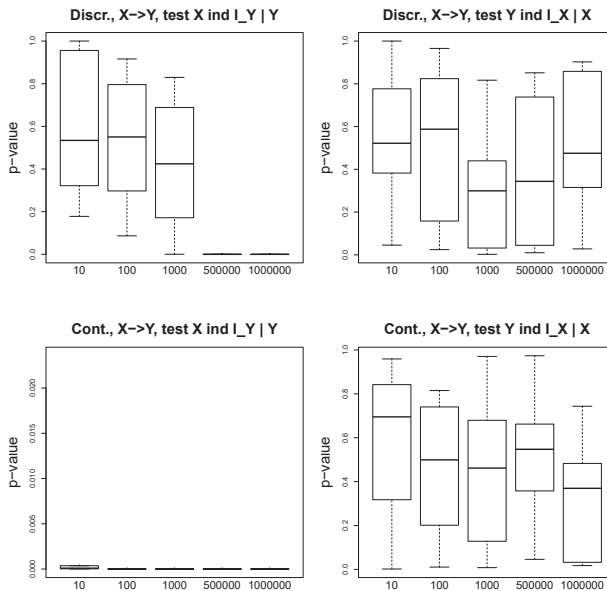 Discr., X->Y, test X ind I_Y | Y
p-value
0.0 0.2 0.4 0.6 0.8 1.0
10 100 1000 500000 1000000
Discr., X->Y, test Y ind I_X | X
p-value
0.0 0.2 0.4 0.6 0.8 1.0
10 100 1000 500000 1000000
Cont., X->Y, test X ind I_Y | Y
p-value
0.000 0.005 0.010 0.015 0.020
10 100 1000 500000 1000000
Cont., X->Y, test Y ind I_X | X
p-value
0.0 0.2 0.4 0.6 0.8 1.0
10 100 1000 500000 1000000